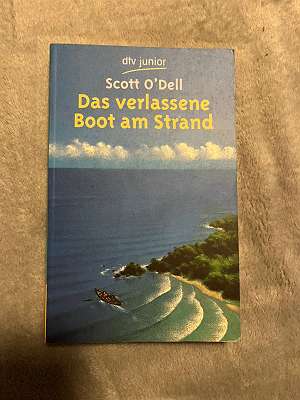 dtv junior
Scott O'Dell
Das verlassene
Boot am Strand